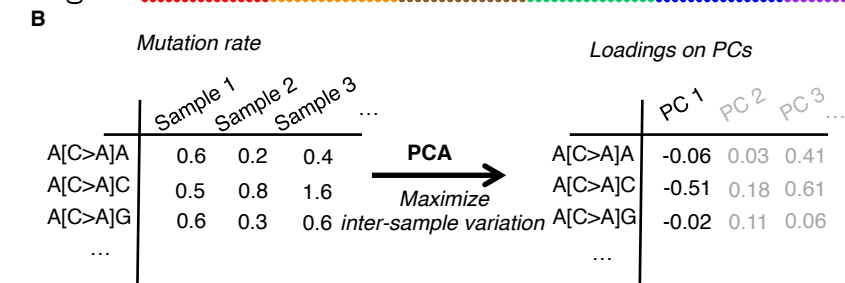 B
Mutation rate
Loadings on PCs
Sample 1 Sample 2 Sample 3 ...
PC 1 PC 2 PC 3 ...
A[C>A]A 0.6 0.2 0.4
PCA
A[C>A]A -0.06 0.03 0.41
A[C>A]C 0.5 0.8 1.6
Maximize
A[C>A]C -0.51 0.18 0.61
A[C>A]G 0.6 0.3 0.6
inter-sample variation
A[C>A]G -0.02 0.11 0.06
...
...